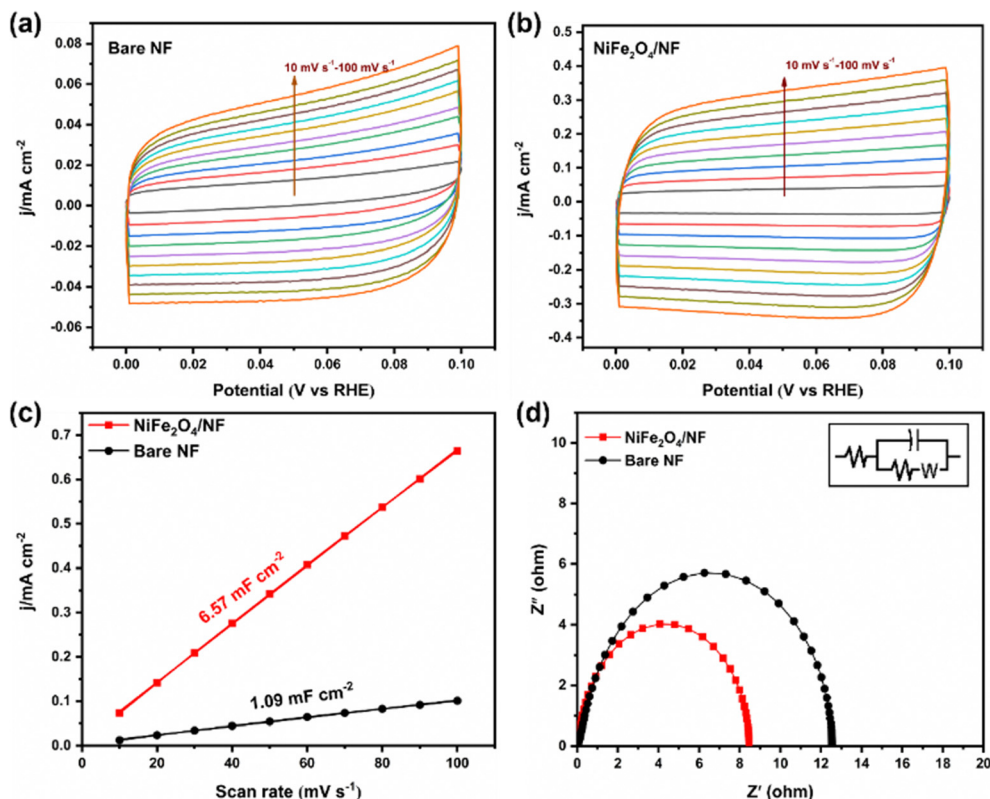 (a)
Bare NF
10 mV s⁻¹-100 mV s⁻¹
j/mA cm⁻²
0.08
0.06
0.04
0.02
0.00
-0.02
-0.04
-0.06
0.00 0.02 0.04 0.06 0.08 0.10
Potential (V vs RHE)
(b)
NiFe₂O₄/NF
10 mV s⁻¹-100 mV s⁻¹
j/mA cm⁻²
0.5
0.4
0.3
0.2
0.1
0.0
-0.1
-0.2
-0.3
-0.4
0.00 0.02 0.04 0.06 0.08 0.10
Potential (V vs RHE)
(c)
NiFe₂O₄/NF
Bare NF
6.57 mF cm⁻²
1.09 mF cm⁻²
j/mA cm⁻²
0.7
0.6
0.5
0.4
0.3
0.2
0.1
0.0
20 40 60 80 100
Scan rate (mV s⁻¹)
(d)
NiFe₂O₄/NF
Bare NF
W
Z″ (ohm)
10
8
6
4
2
0
0 2 4 6 8 10 12 14 16 18 20
Z′ (ohm)